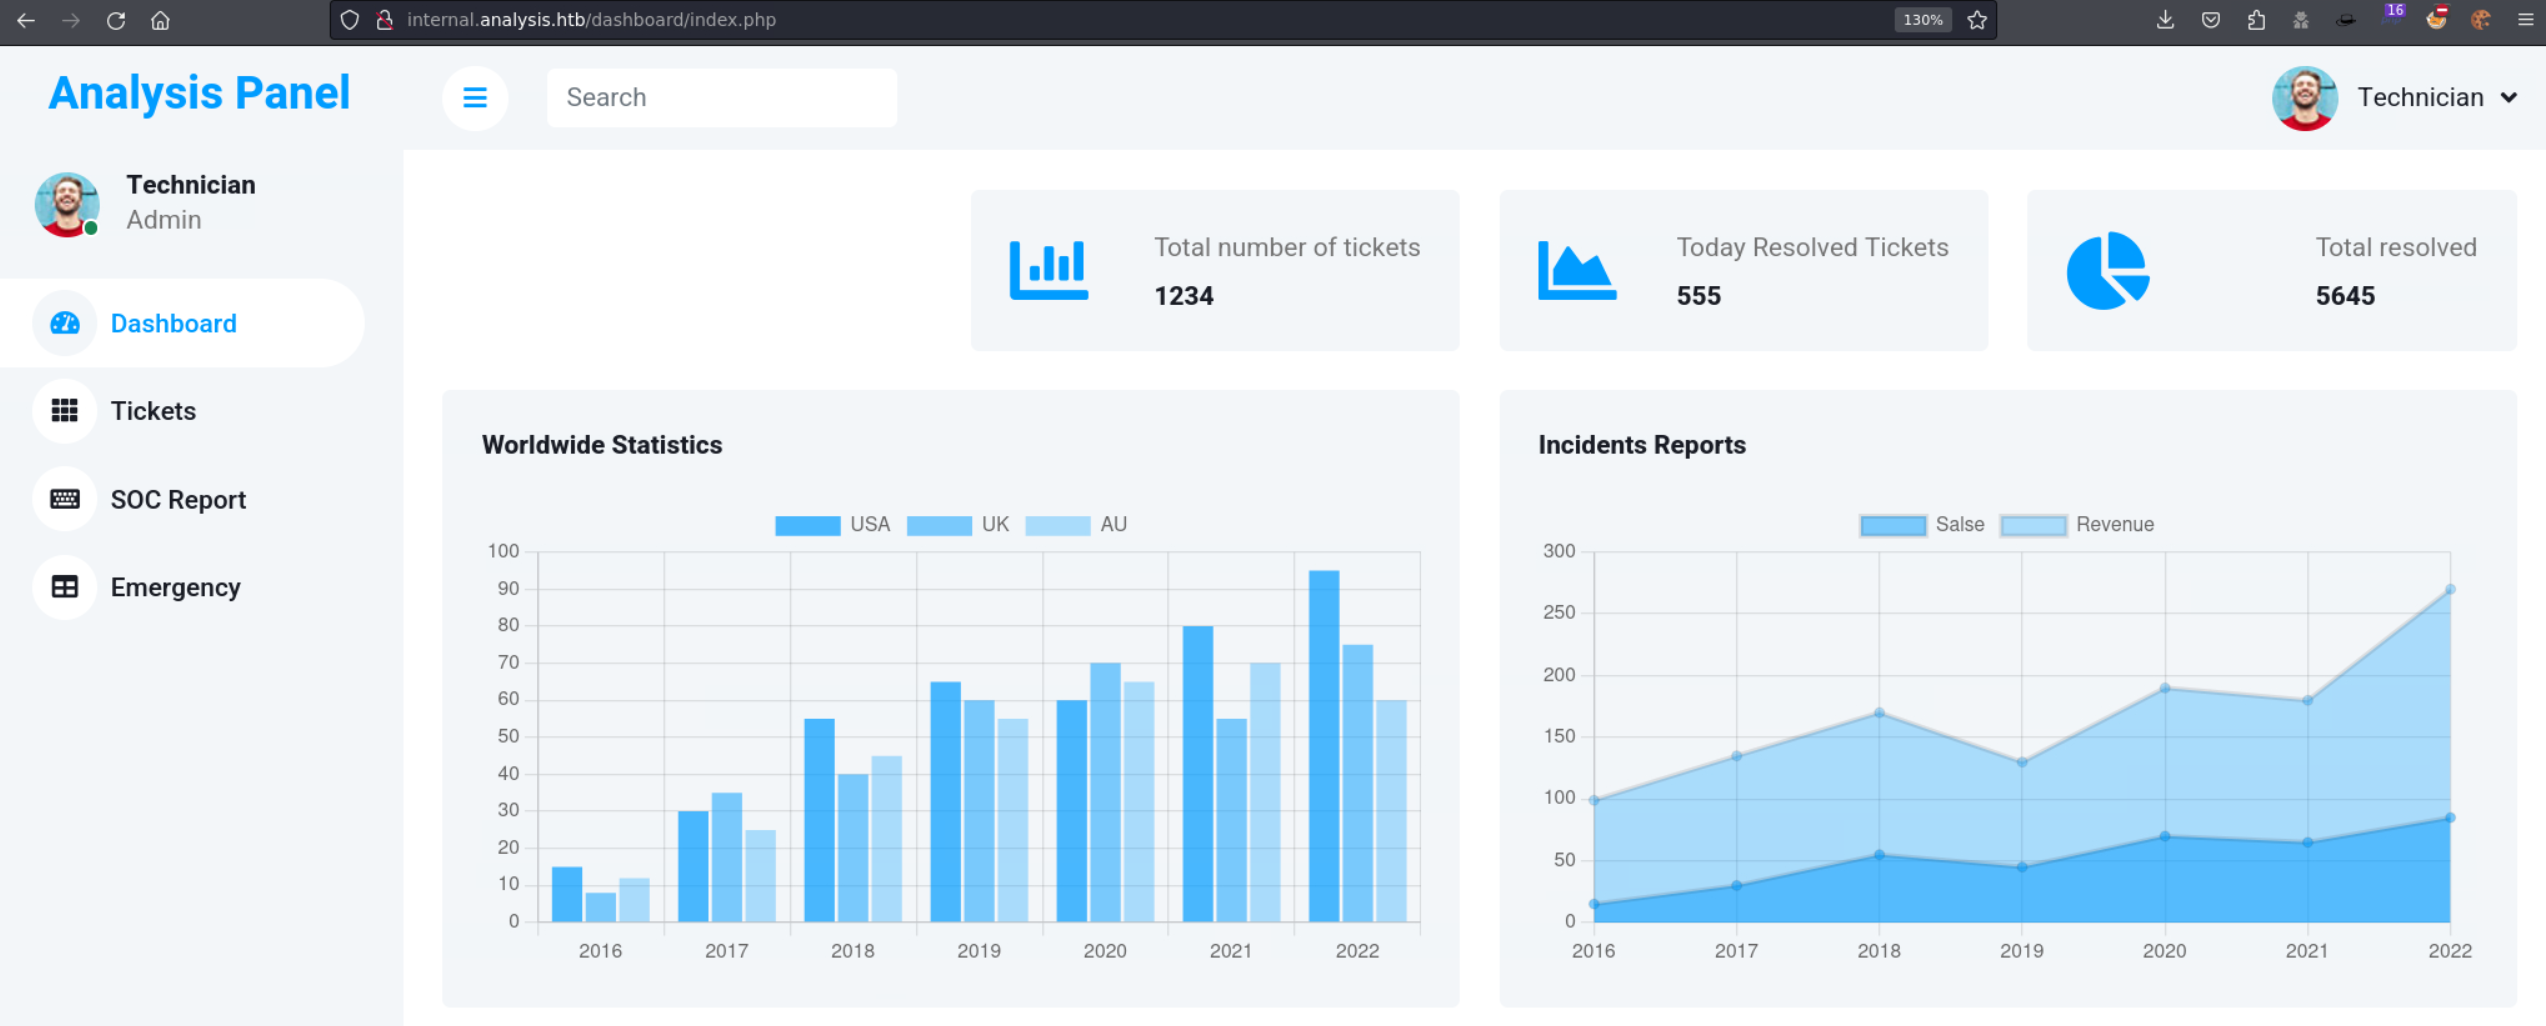 internal.analysis.htb/dashboard/index.php
130%
16
Analysis Panel
Search
Technician
Technician
Admin
Dashboard
Tickets
SOC Report
Emergency
Total number of tickets
1234
Today Resolved Tickets
555
Total resolved
5645
Worldwide Statistics
USA UK AU
100
90
80
70
60
50
40
30
20
10
0
2016 2017 2018 2019 2020 2021 2022
Incidents Reports
Salse Revenue
300
250
200
150
100
50
0
2016 2017 2018 2019 2020 2021 2022